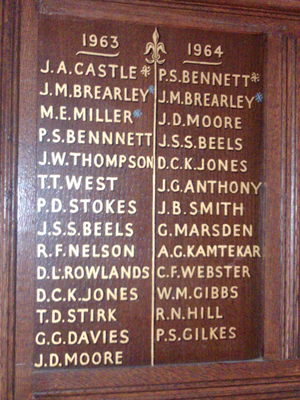 1963
J.A.CASTLE*
J.M.BREARLEY*
M.E.MILLER*
P.S.BENNNETT
J.W.THOMPSON
T.T.WEST
P.D.STOKES
J.S.S.BEELS
R.F.NELSON
D.L.ROWLANDS
D.C.K.JONES
T.D.STIRK
G.G.DAVIES
J.D.MOORE
1964
P.S.BENNETT*
J.M.BREARLEY*
J.D.MOORE
J.S.S.BEELS
D.C.K.JONES
J.G.ANTHONY
J.B.SMITH
G.MARSDEN
A.G.KAMTEKAR
C.F.WEBSTER
W.M.GIBBS
R.N.HILL
P.S.GILKES